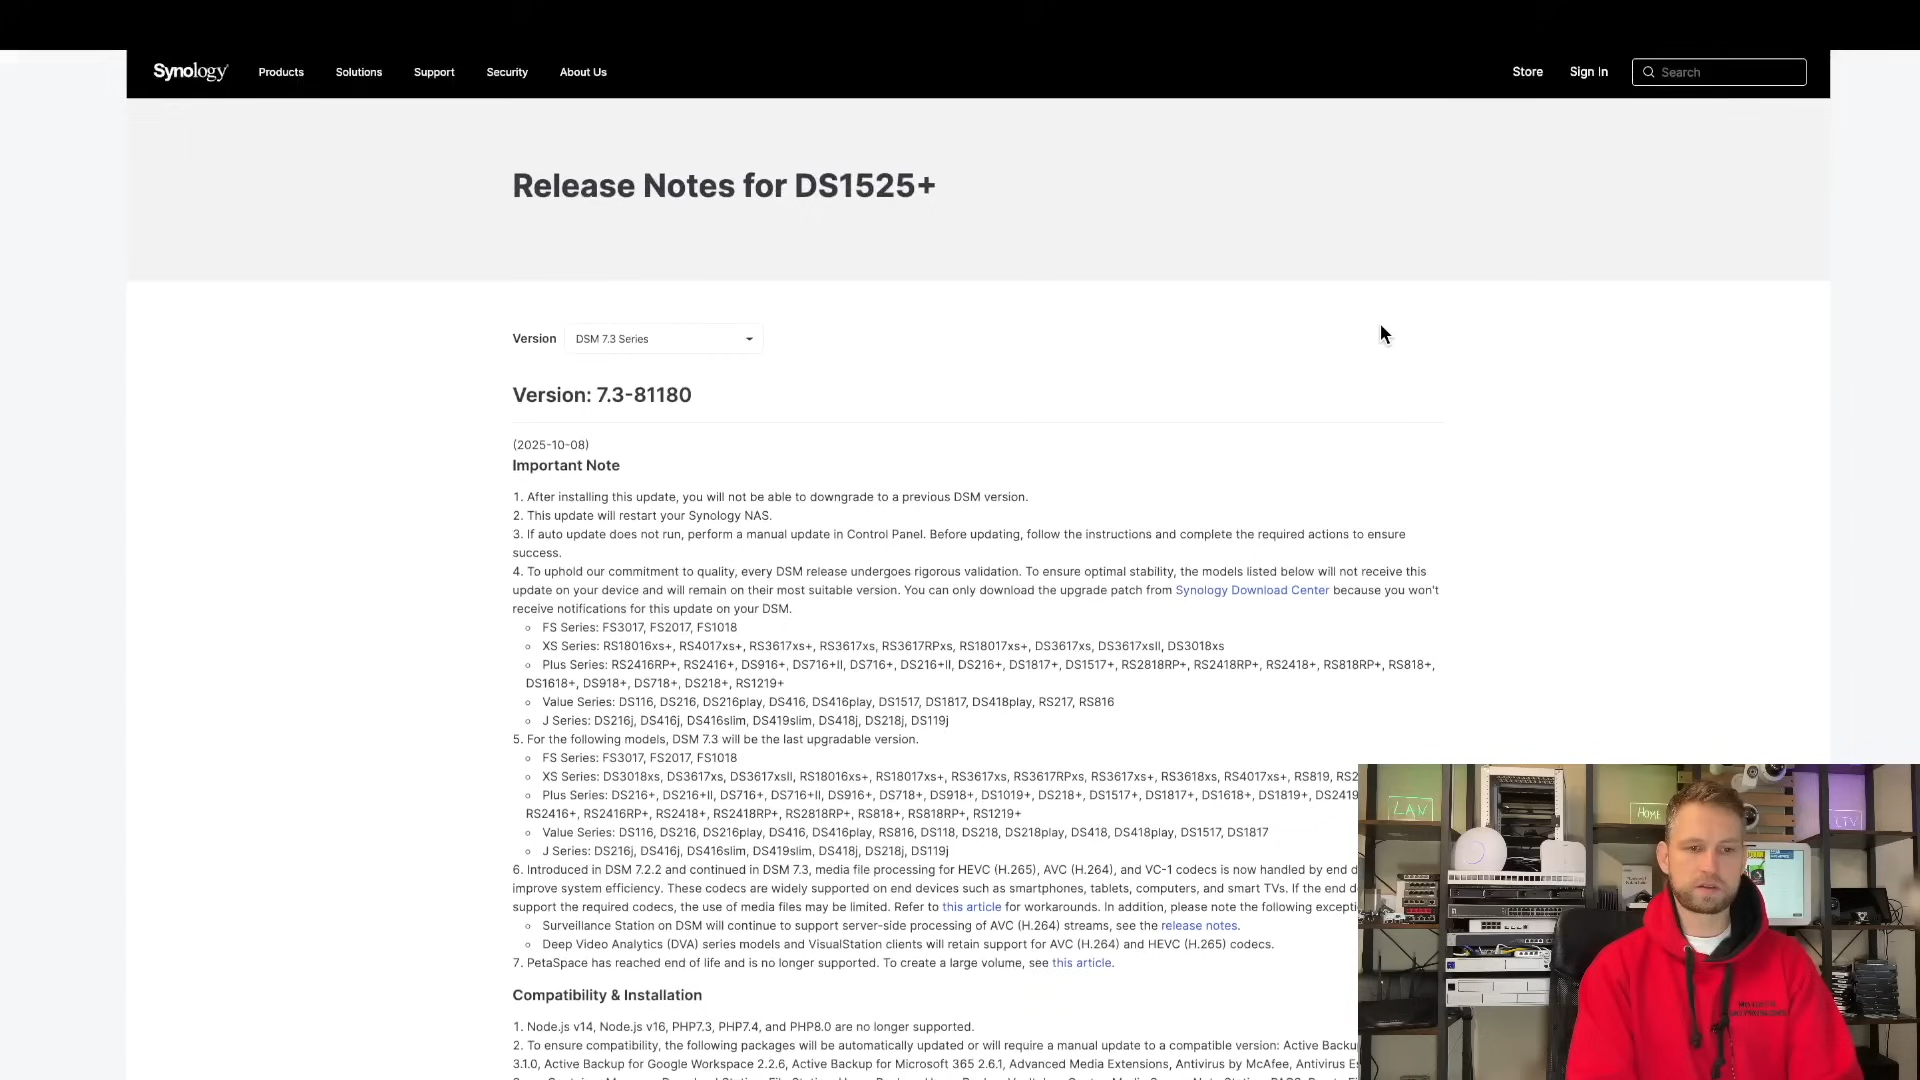 Synology Products Solutions Support Security About Us Store Sign In Search
Release Notes for DS1525+
Version DSM 7.3 Series
Version: 7.3-81180
(2025-10-08)
Important Note
1. After installing this update, you will not be able to downgrade to a previous DSM version.
2. This update will restart your Synology NAS.
3. If auto update does not run, perform a manual update in Control Panel. Before updating, follow the instructions and complete the required actions to ensure
success.
4. To uphold our commitment to quality, every DSM release undergoes rigorous validation. To ensure optimal stability, the models listed below will not receive this
update on your device and will remain on their most suitable version. You can only download the upgrade patch from Synology Download Center because you won't
receive notifications for this update on your DSM.
FS Series: FS3017, FS2017, FS1018
XS Series: RS18016xs+, RS4017xs+, RS3617xs+, RS3617xs, RS3617RPxs, RS18017xs+, DS3617xs, DS3617xsII, DS3018xs
Plus Series: RS2416RP+, RS2416+, DS916+, DS716+II, DS716+, DS216+II, DS216+, DS1817+, DS1517+, RS2818RP+, RS2418RP+, RS2418+, RS818RP+, RS818+,
DS1618+, DS918+, DS718+, DS218+, RS1219+
Value Series: DS116, DS216, DS216play, DS416, DS416play, DS1517, DS1817, DS418play, RS217, RS816
J Series: DS216j, DS416j, DS416slim, DS419slim, DS418j, DS218j, DS119j
5. For the following models, DSM 7.3 will be the last upgradable version.
FS Series: FS3017, FS2017, FS1018
XS Series: DS3018xs, DS3617xs, DS3617xsII, RS18016xs+, RS18017xs+, RS3617xs, RS3617RPxs, RS3617xs+, RS3618xs, RS4017xs+, RS819, RS2
Plus Series: DS216+, DS216+II, DS716+, DS716+II, DS916+, DS718+, DS918+, DS1019+, DS218+, DS1517+, DS1817+, DS1618+, DS1819+, DS2419
RS2416+, RS2416RP+, RS2418+, RS2418RP+, RS2818RP+, RS818+, RS818RP+, RS1219+
Value Series: DS116, DS216, DS216play, DS416, DS416play, RS816, DS118, DS218, DS218play, DS418, DS418play, DS1517, DS1817
J Series: DS216j, DS416j, DS416slim, DS419slim, DS418j, DS218j, DS119j
6. Introduced in DSM 7.2.2 and continued in DSM 7.3, media file processing for HEVC (H.265), AVC (H.264), and VC-1 codecs is now handled by end d
improve system efficiency. These codecs are widely supported on end devices such as smartphones, tablets, computers, and smart TVs. If the end d
support the required codecs, the use of media files may be limited. Refer to this article for workarounds. In addition, please note the following excepti
Surveillance Station on DSM will continue to support server-side processing of AVC (H.264) streams, see the release notes.
Deep Video Analytics (DVA) series models and VisualStation clients will retain support for AVC (H.264) and HEVC (H.265) codecs.
7. PetaSpace has reached end of life and is no longer supported. To create a large volume, see this article.
Compatibility & Installation
1. Node.js v14, Node.js v16, PHP7.3, PHP7.4, and PHP8.0 are no longer supported.
2. To ensure compatibility, the following packages will be automatically updated or will require a manual update to a compatible version: Active Backu
3.1.0, Active Backup for Google Workspace 2.2.6, Active Backup for Microsoft 365 2.6.1, Advanced Media Extensions, Antivirus by McAfee, Antivirus E
LAN
HOME